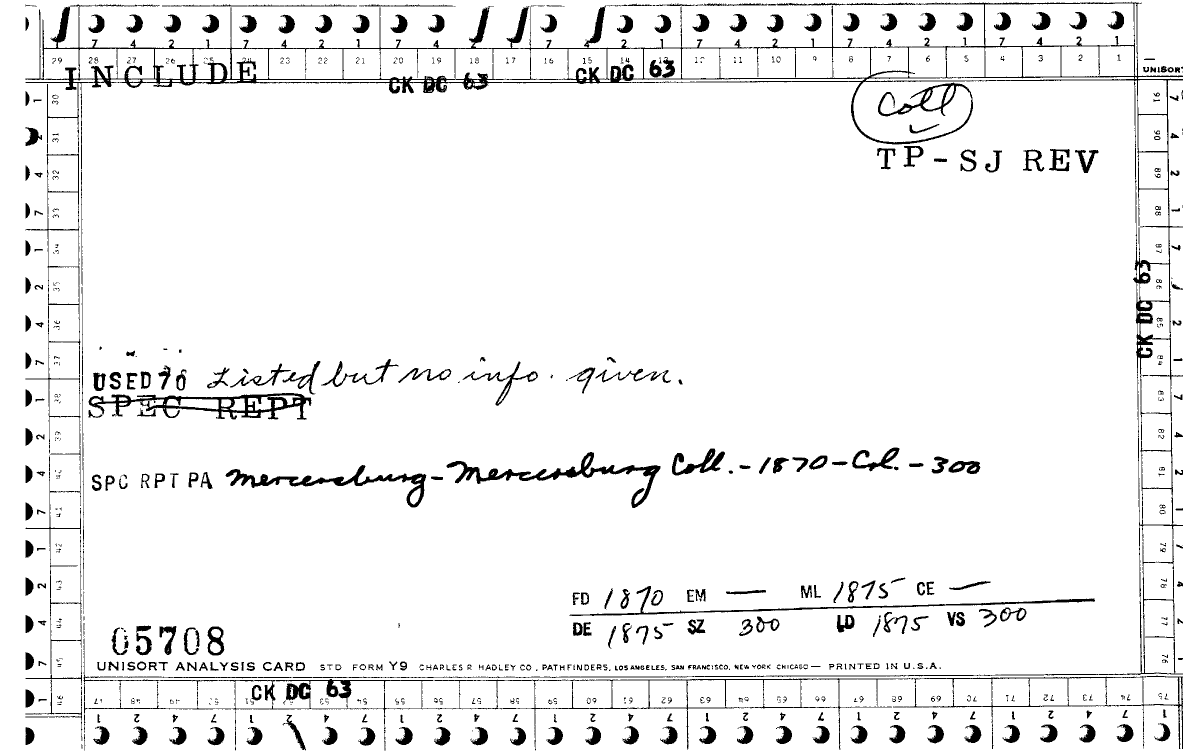 7 4 2 1 7 4 2 1 7 4 2 1 7 4 2 1 7 4 2 1 7 4 2 1 7 4 2 1
29 28 27 26 25 23 22 21 20 19 18 17 16 15 14 13 12 11 10 9 8 7 6 5 4 3 2 1
INCLUDE CK DC 63 CK DC 63
UNISORT
Coll
TP-SJ REV
CK DC 63
USED 70 Listed but no info. given.
SPEC REPT
SPC RPT PA Mercersburg-Mercersburg Coll.-1870-Col.-300
FD 1870 EM — ML 1875 CE —
DE 1875 SZ 300 LD 1875 VS 300
05708
UNISORT ANALYSIS CARD STD FORM Y9 CHARLES R HADLEY CO., PATHFINDERS, LOS ANGELES, SAN FRANCISCO, NEW YORK CHICAGO — PRINTED IN U.S.A.
CK DC 63